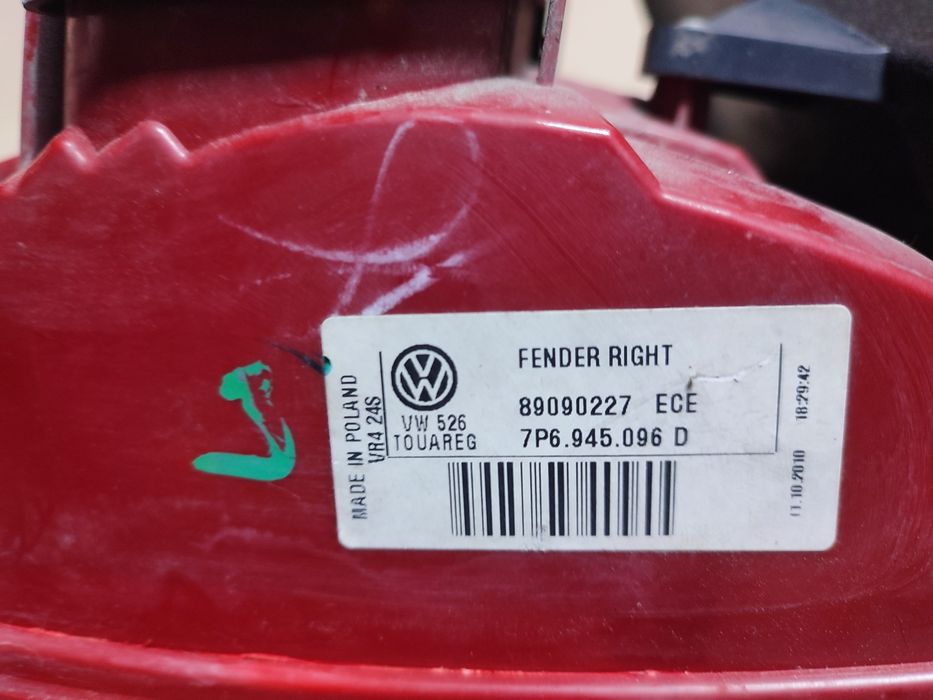 FENDER RIGHT
89090227 ECE
7P6.945.096 D
VW 526
TOUAREG
MADE IN POLAND
VR4 24S
11.10.2010 18:29:42